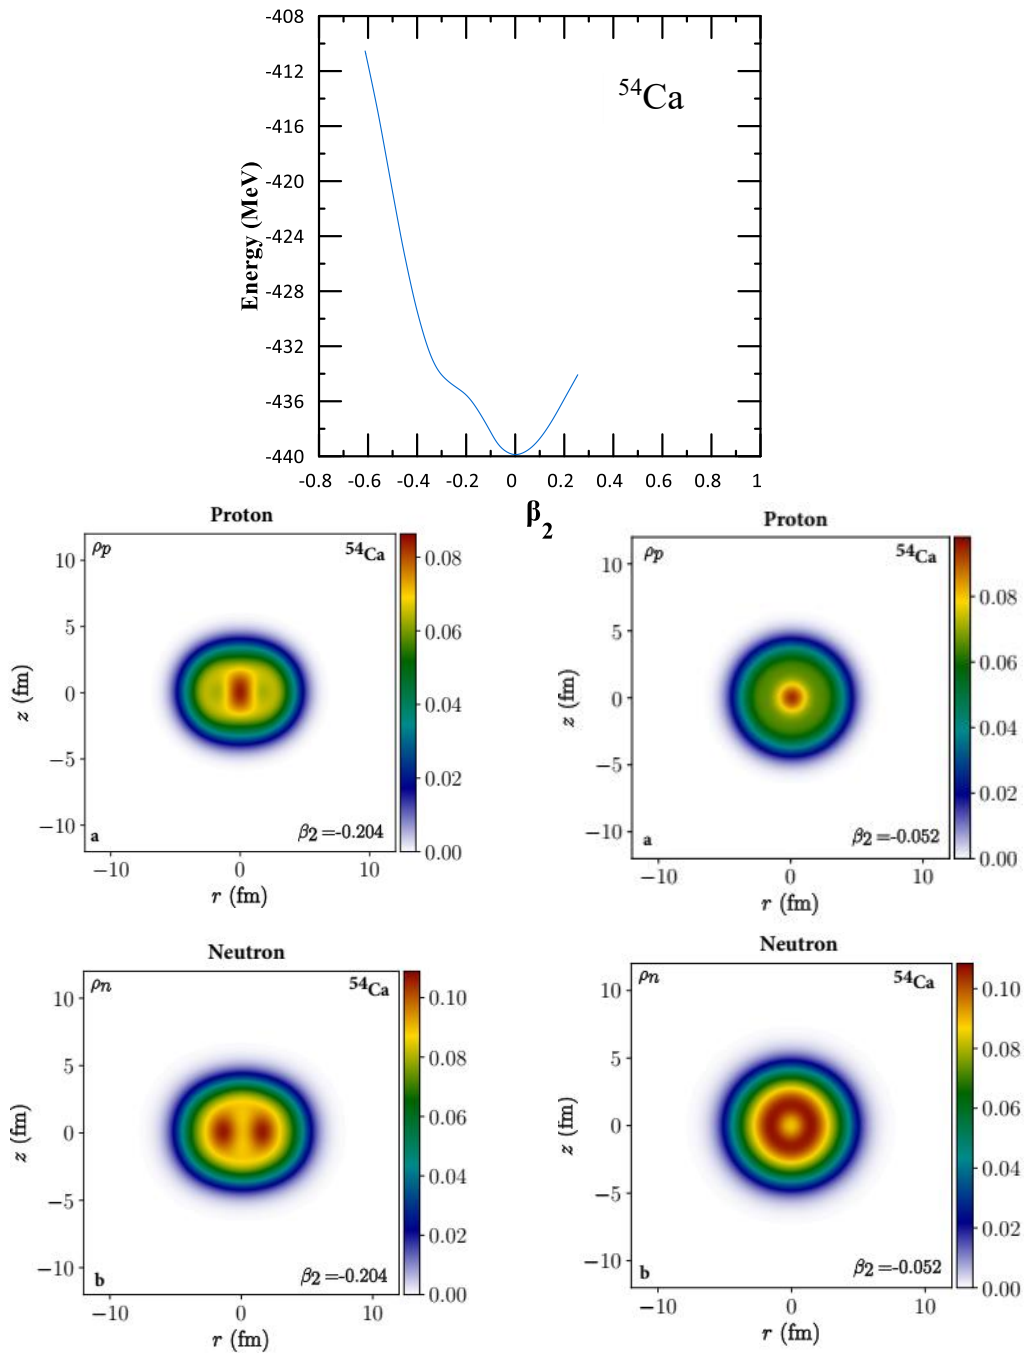 -408
-412
-416
-420
-424
-428
-432
-436
-440
Energy (MeV)
⁵⁴Ca
-0.8 -0.6 -0.4 -0.2 0 0.2 0.4 0.6 0.8 1
β₂
Proton
ρp
⁵⁴Ca
10
5
0
−5
−10
z (fm)
a
β2=-0.204
−10 0 10
r (fm)
0.08
0.06
0.04
0.02
0.00
Proton
ρp
⁵⁴Ca
10
5
0
−5
−10
z (fm)
a
β2=-0.052
−10 0 10
r (fm)
0.08
0.06
0.04
0.02
0.00
Neutron
ρn
⁵⁴Ca
10
5
0
−5
−10
z (fm)
b
β2=-0.204
−10 0 10
r (fm)
0.10
0.08
0.06
0.04
0.02
0.00
Neutron
ρn
⁵⁴Ca
10
5
0
−5
−10
z (fm)
b
β2=-0.052
−10 0 10
r (fm)
0.10
0.08
0.06
0.04
0.02
0.00